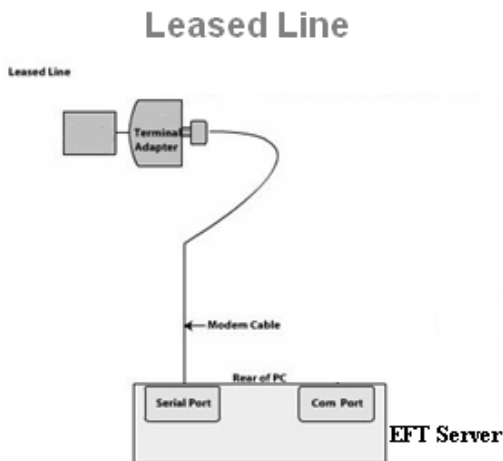 Leased Line
Leased Line
Terminal
Adapter
Modem Cable
Rear of PC
Serial Port
Com Port
EFT Server